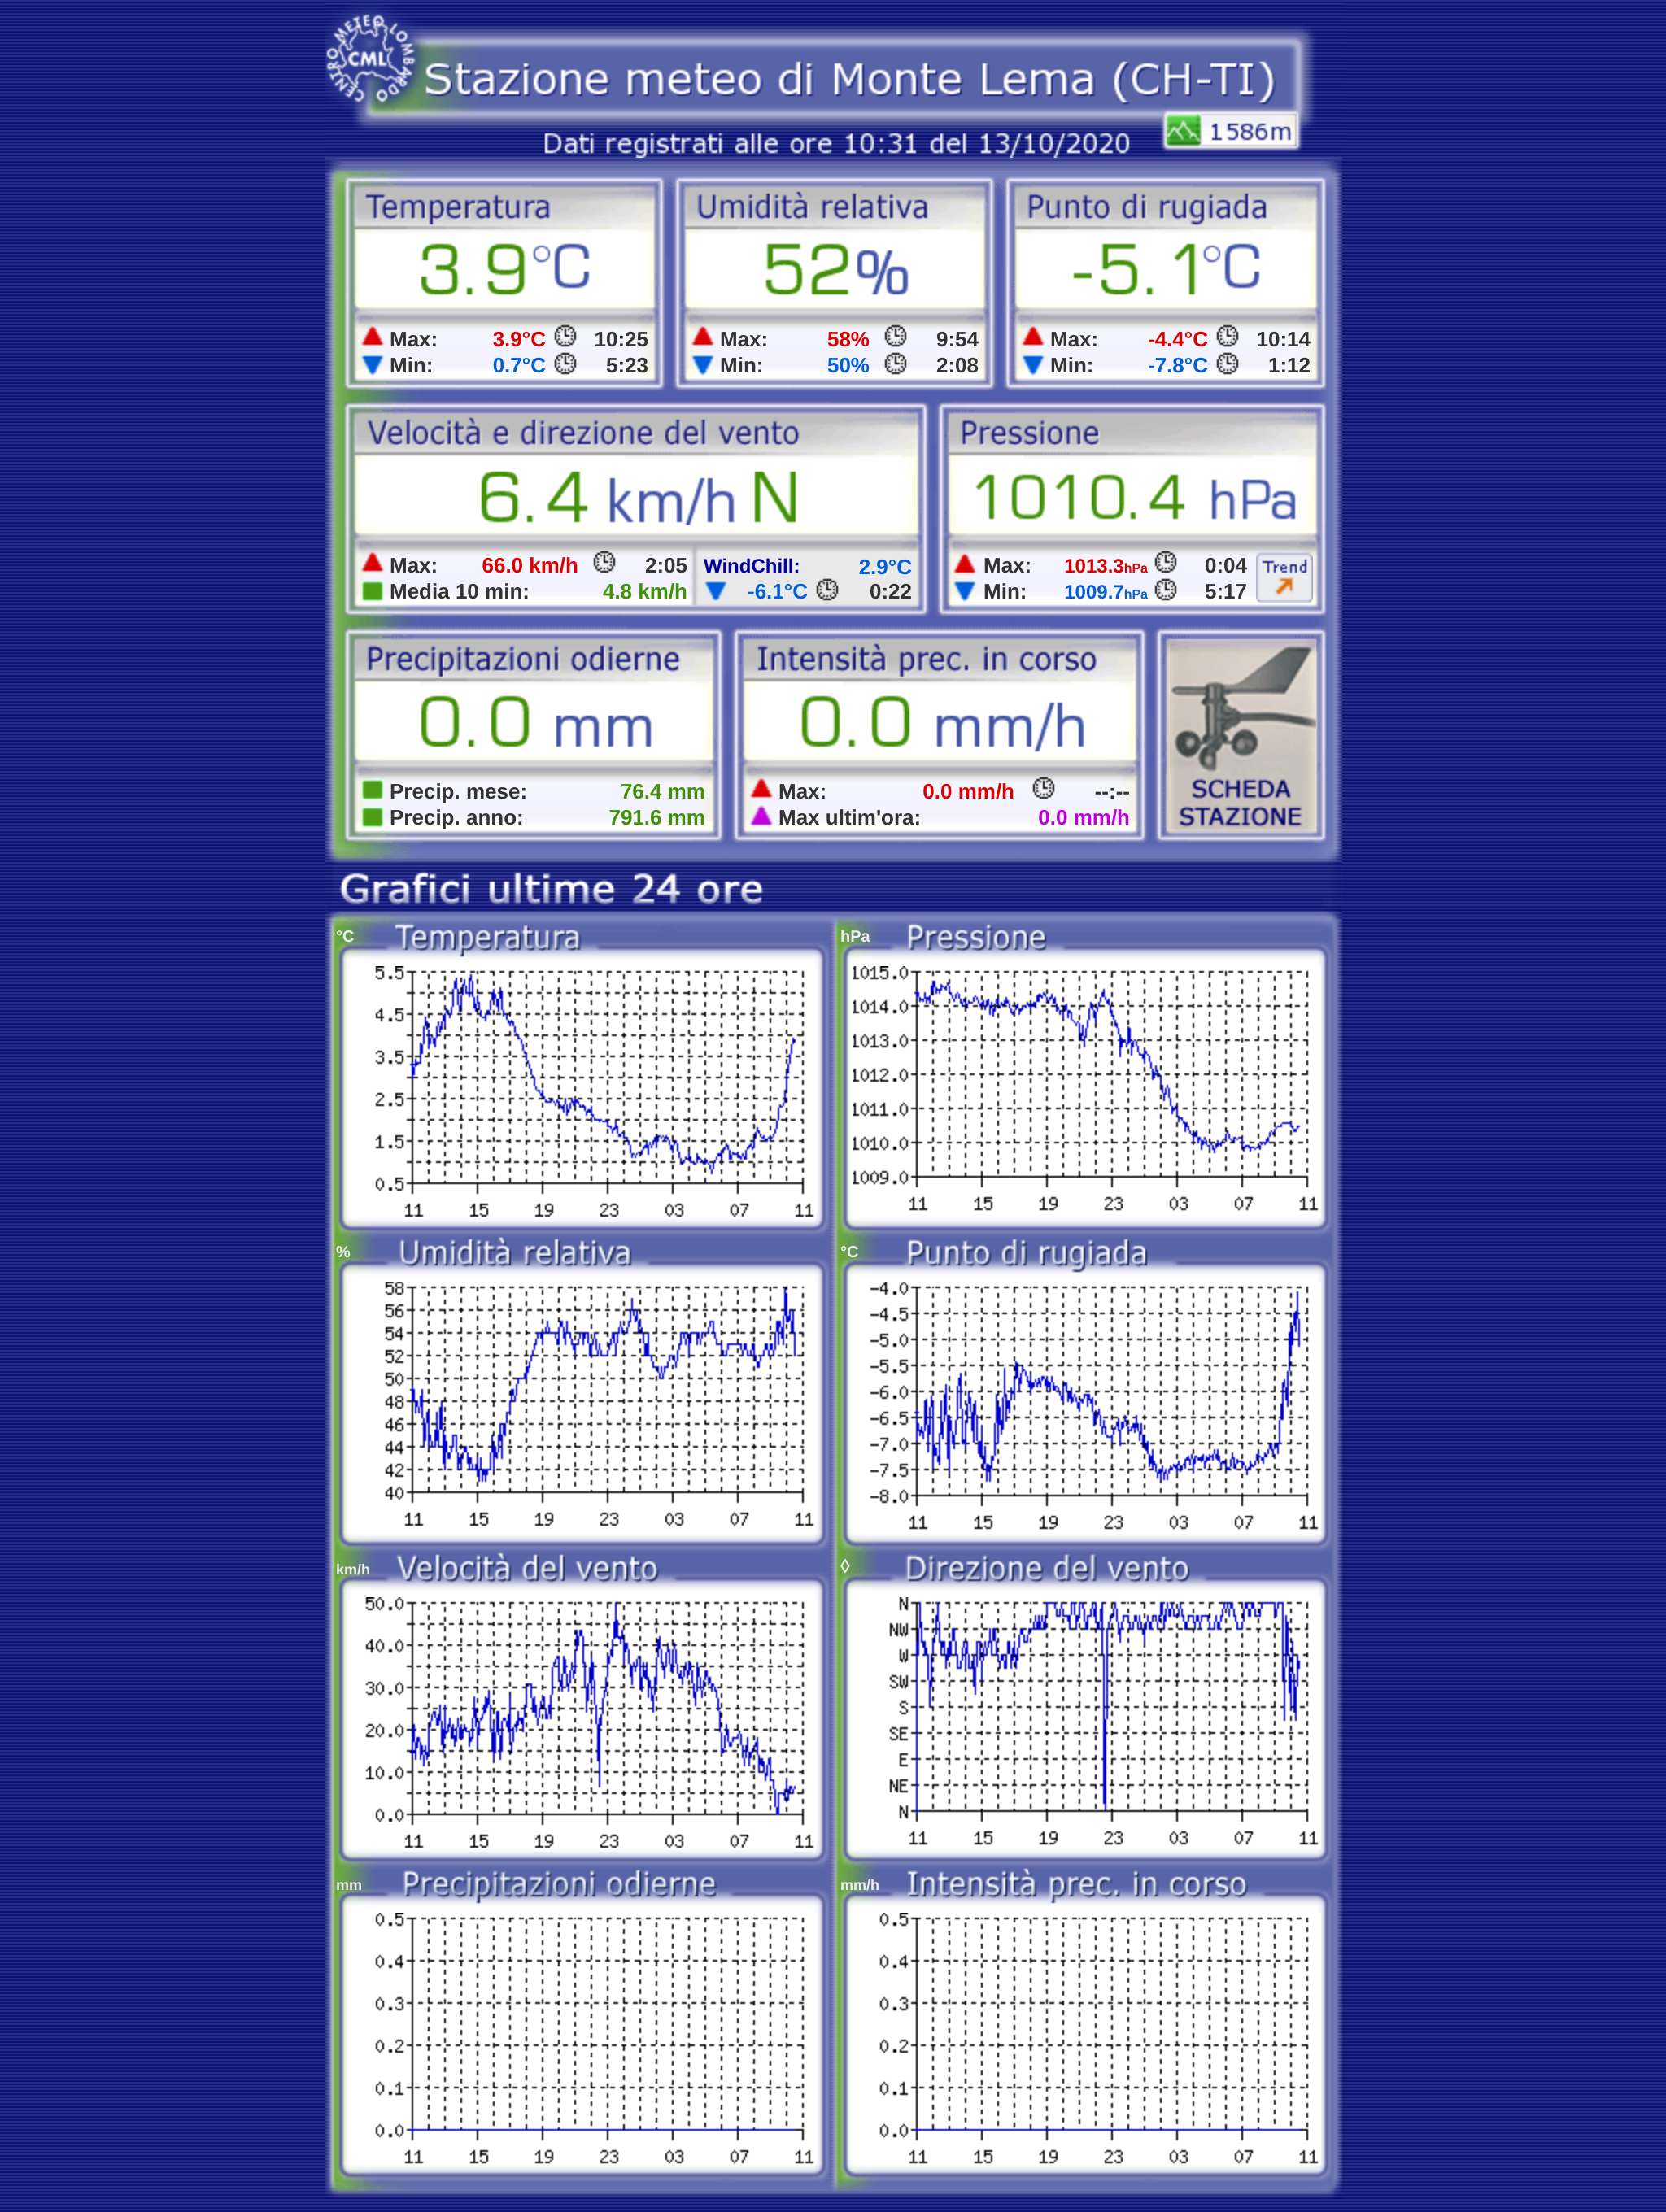 CENTRO METEO LOMBARDO
CML
Stazione meteo di Monte Lema (CH-TI)
1586m
Dati registrati alle ore 10:31 del 13/10/2020
Temperatura
3.9°C
Max: 3.9°C 10:25
Min: 0.7°C 5:23
Umidità relativa
52%
Max: 58% 9:54
Min: 50% 2:08
Punto di rugiada
-5.1°C
Max: -4.4°C 10:14
Min: -7.8°C 1:12
Velocità e direzione del vento
6.4 km/h N
Max: 66.0 km/h 2:05
Media 10 min: 4.8 km/h
WindChill: 2.9°C
-6.1°C 0:22
Pressione
1010.4 hPa
Max: 1013.3hPa 0:04
Min: 1009.7hPa 5:17
Trend
Precipitazioni odierne
0.0 mm
Precip. mese: 76.4 mm
Precip. anno: 791.6 mm
Intensità prec. in corso
0.0 mm/h
Max: 0.0 mm/h --:--
Max ultim'ora: 0.0 mm/h
SCHEDA
STAZIONE
Grafici ultime 24 ore
°C Temperatura
5.5
4.5
3.5
2.5
1.5
0.5
11 15 19 23 03 07 11
hPa Pressione
1015.0
1014.0
1013.0
1012.0
1011.0
1010.0
1009.0
11 15 19 23 03 07 11
% Umidità relativa
58
56
54
52
50
48
46
44
42
40
11 15 19 23 03 07 11
°C Punto di rugiada
-4.0
-4.5
-5.0
-5.5
-6.0
-6.5
-7.0
-7.5
-8.0
11 15 19 23 03 07 11
km/h Velocità del vento
50.0
40.0
30.0
20.0
10.0
0.0
11 15 19 23 03 07 11
◊ Direzione del vento
N
NW
W
SW
S
SE
E
NE
N
11 15 19 23 03 07 11
mm Precipitazioni odierne
0.5
0.4
0.3
0.2
0.1
0.0
11 15 19 23 03 07 11
mm/h Intensità prec. in corso
0.5
0.4
0.3
0.2
0.1
0.0
11 15 19 23 03 07 11